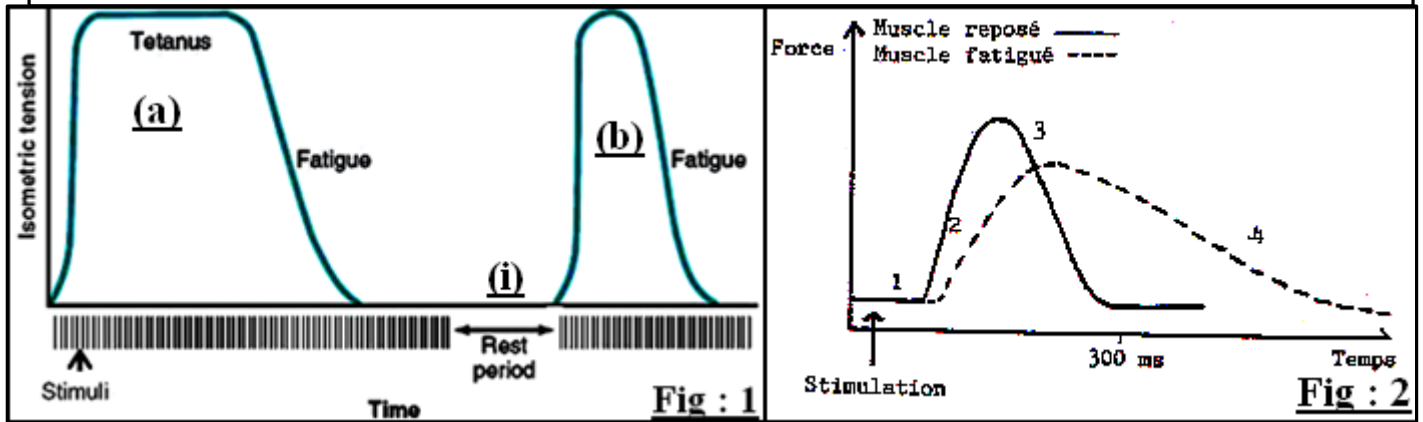 Isometric tension
Tetanus
(a)
Fatigue
(i)
(b)
Fatigue
Rest
period
Stimuli
Time
Fig : 1
Force
Muscle reposé
Muscle fatigué
1
2
3
4
300 ms
Temps
Stimulation
Fig : 2